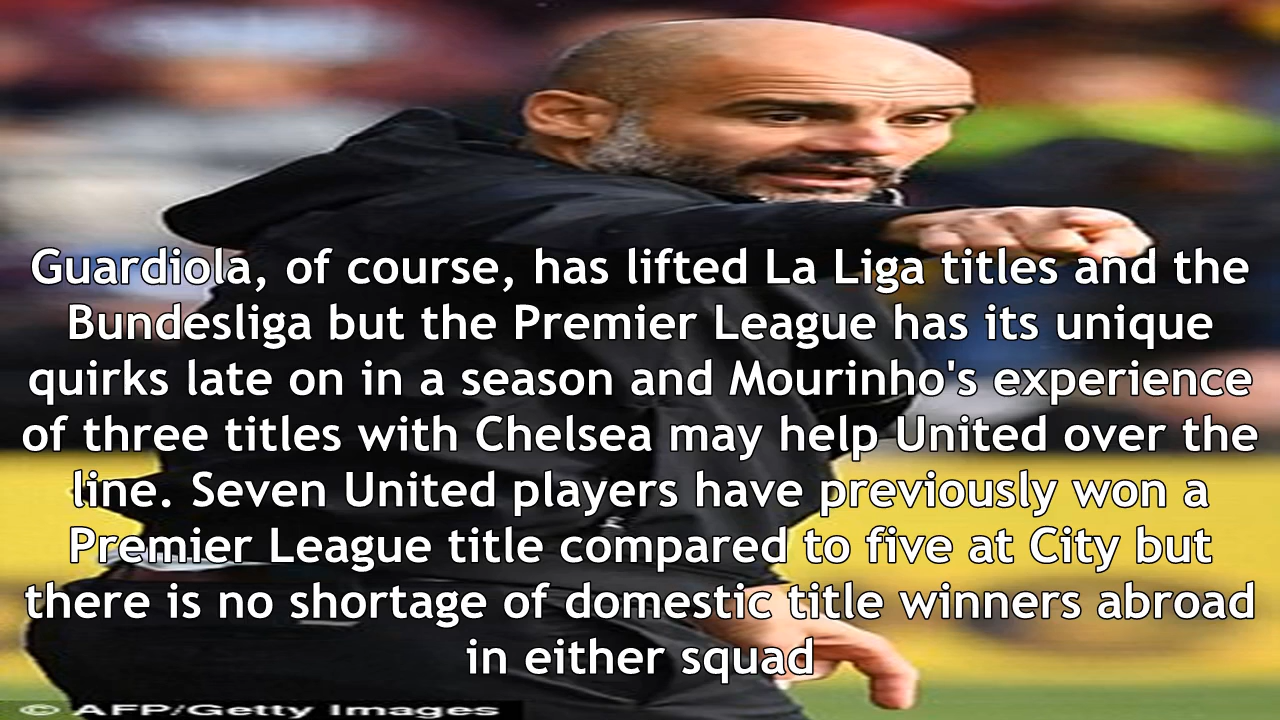 Guardiola, of course, has lifted La Liga titles and the
Bundesliga but the Premier League has its unique
quirks late on in a season and Mourinho's experience
of three titles with Chelsea may help United over the
line. Seven United players have previously won a
Premier League title compared to five at City but
there is no shortage of domestic title winners abroad
in either squad
© AFP/Getty Images